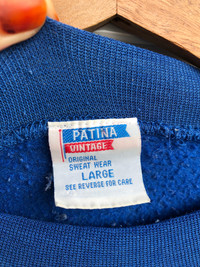 PATINA
VINTAGE
ORIGINAL
SWEAT WEAR
LARGE
SEE REVERSE FOR CARE